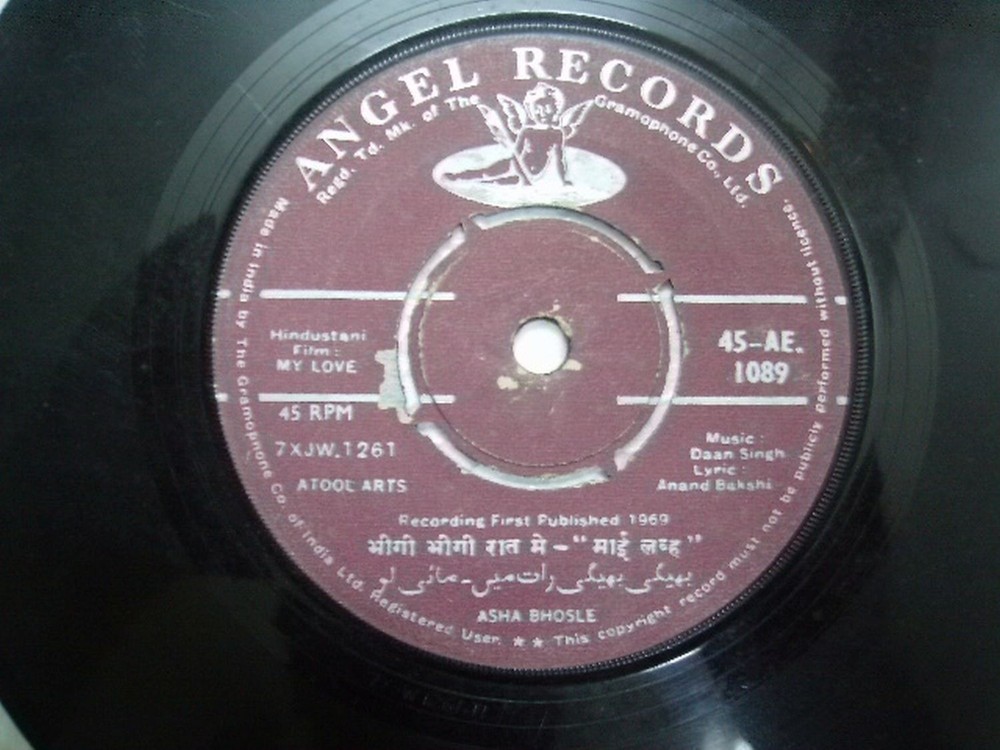 ANGEL RECORDS
Regd. Td. Mk. of The Gramophone Co., Ltd.
Made in India by The Gramophone Co. of India Ltd. Registered User. ★ ★ This copyright record must not be publicly Performed without licence.
Hindustani
Film :
MY LOVE
45-AE.
1089
45 RPM
7XJW.1261
ATOOL ARTS
Music :
Daan Singh
Lyric :
Anand Bakshi
Recording First Published 1969
भीगी भीगी रात मे -"माई लव्ह"
بھیگی بھیگی رات میں ۔ مائی لو
ASHA BHOSLE